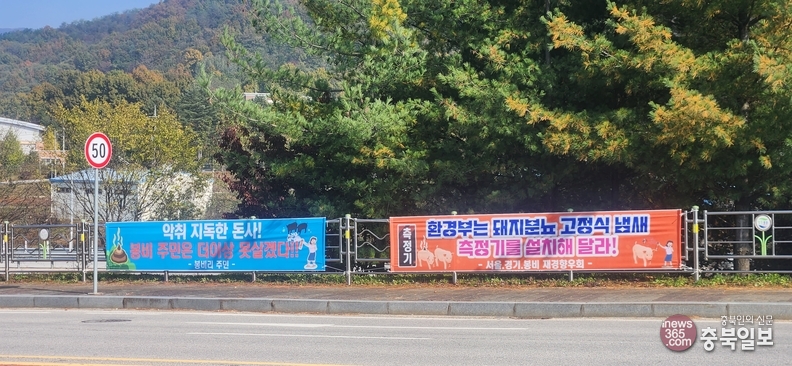 50
악취 지독한 돈사!
봉비 주민은 더이상 못살겠다!!
- 봉비리 주민 -
측정기
환경부는 돼지분뇨 고정식 냄새
측정기를 설치해 달라!
- 서울,경기,봉비 재경향우회 -
inews
365.com
충·북·인·의 신·문
충북일보